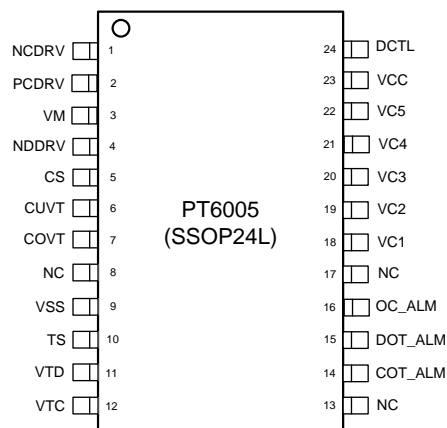 NCDRV 1 24 DCTL
PCDRV 2 23 VCC
VM 3 22 VC5
NDDRV 4 21 VC4
CS 5 20 VC3
CUVT 6 19 VC2
COVT 7 18 VC1
NC 8 17 NC
VSS 9 16 OC_ALM
TS 10 15 DOT_ALM
VTD 11 14 COT_ALM
VTC 12 13 NC
PT6005
(SSOP24L)